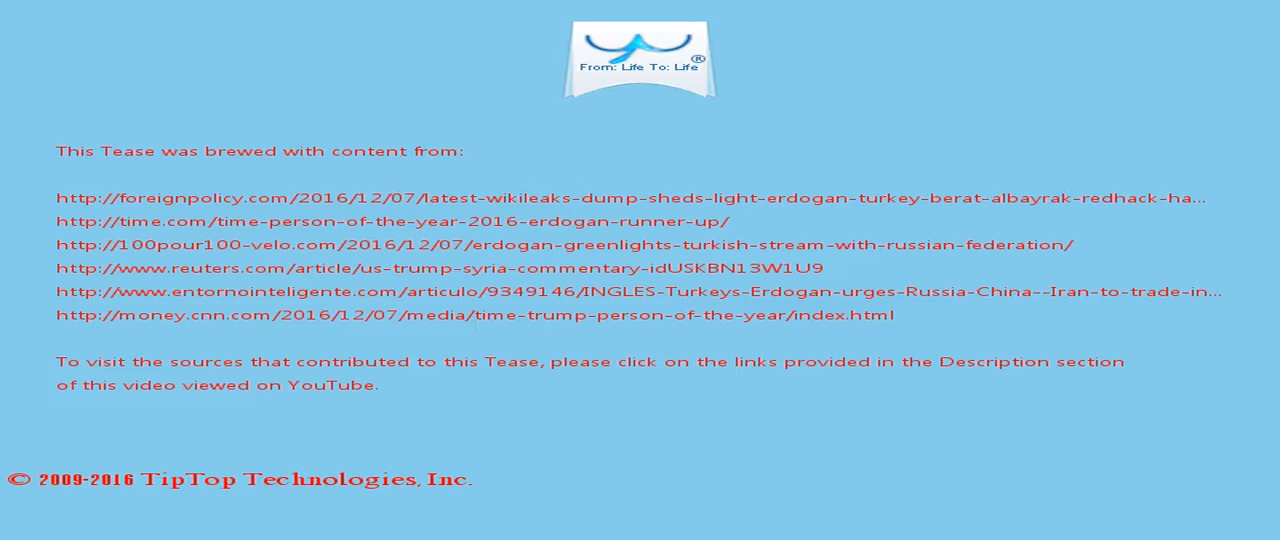 From: Life To: Life®
This Tease was brewed with content from:
http://foreignpolicy.com/2016/12/07/latest-wikileaks-dump-sheds-light-erdogan-turkey-berat-albayrak-redhack-ha...
http://time.com/time-person-of-the-year-2016-erdogan-runner-up/
http://100pour100-velo.com/2016/12/07/erdogan-greenlights-turkish-stream-with-russian-federation/
http://www.reuters.com/article/us-trump-syria-commentary-idUSKBN13W1U9
http://www.entornointeligente.com/articulo/9349146/INGLES-Turkeys-Erdogan-urges-Russia-China--Iran-to-trade-in...
http://money.cnn.com/2016/12/07/media/time-trump-person-of-the-year/index.html
To visit the sources that contributed to this Tease, please click on the links provided in the Description section
of this video viewed on YouTube.
© 2009-2016 TipTop Technologies, Inc.